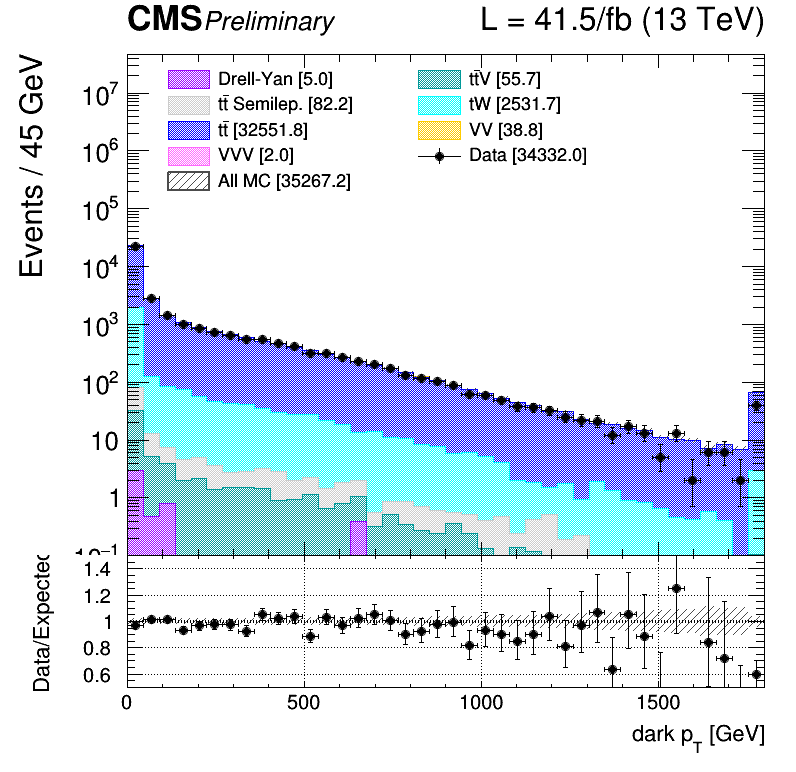 CMS Preliminary L = 41.5/fb (13 TeV)
Events / 45 GeV
Drell-Yan [5.0]
tt̄ Semilep. [82.2]
tt̄ [32551.8]
VVV [2.0]
All MC [35267.2]
tt̄V [55.7]
tW [2531.7]
VV [38.8]
Data [34332.0]
10⁷
10⁶
10⁵
10⁴
10³
10²
10
1
10⁻¹
Data/Expected
1.4
1.2
1
0.8
0.6
0 500 1000 1500
dark p_T [GeV]